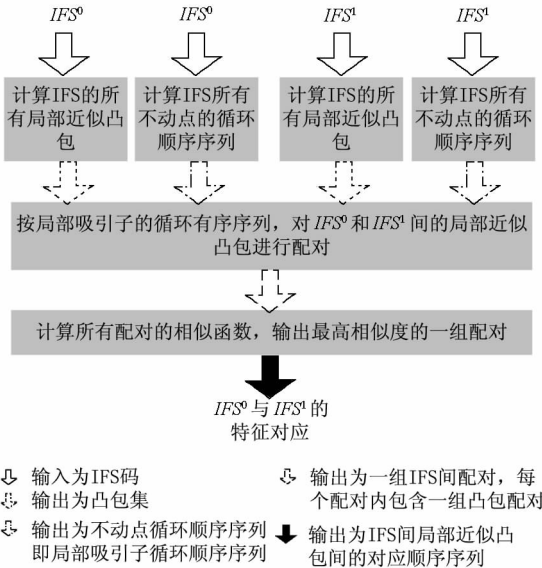 IFS⁰ IFS⁰ IFS¹ IFS¹
计算IFS的所
有局部近似凸
包
计算IFS所有
不动点的循环
顺序序列
计算IFS的所
有局部近似凸
包
计算IFS所有
不动点的循环
顺序序列
按局部吸引子的循环有序序列，对IFS⁰和IFS¹间的局部近似
凸包进行配对
计算所有配对的相似函数，输出最高相似度的一组配对
IFS⁰与IFS¹的
特征对应
输入为IFS码
输出为凸包集
输出为不动点循环顺序序列
即局部吸引子循环顺序序列
输出为一组IFS间配对，每
个配对内包含一组凸包配对
输出为IFS间局部近似凸
包间的对应顺序序列